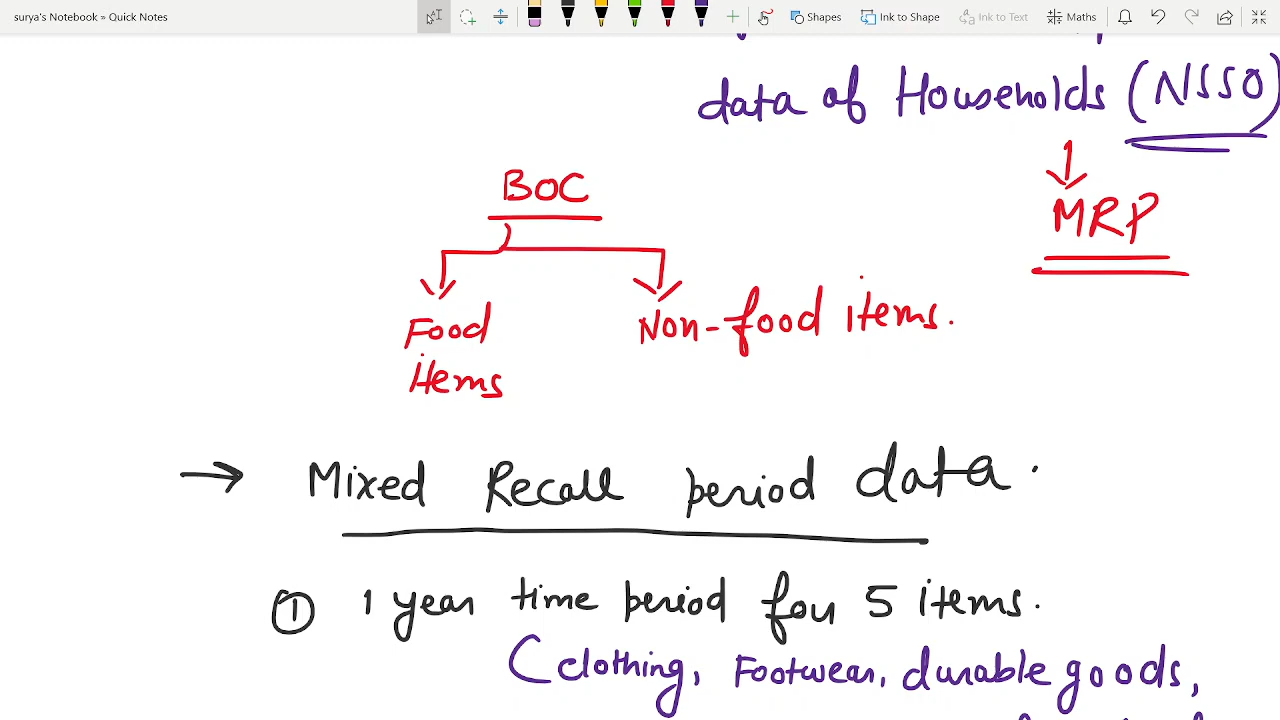 surya's Notebook » Quick Notes
Shapes Ink to Shape Ink to Text Maths
data of Households (NSSO)
MRP
BOC
Food
items
Non-food items.
→ Mixed Recall period data.
① 1 year time period for 5 items.
(clothing, Footwear, durable goods,